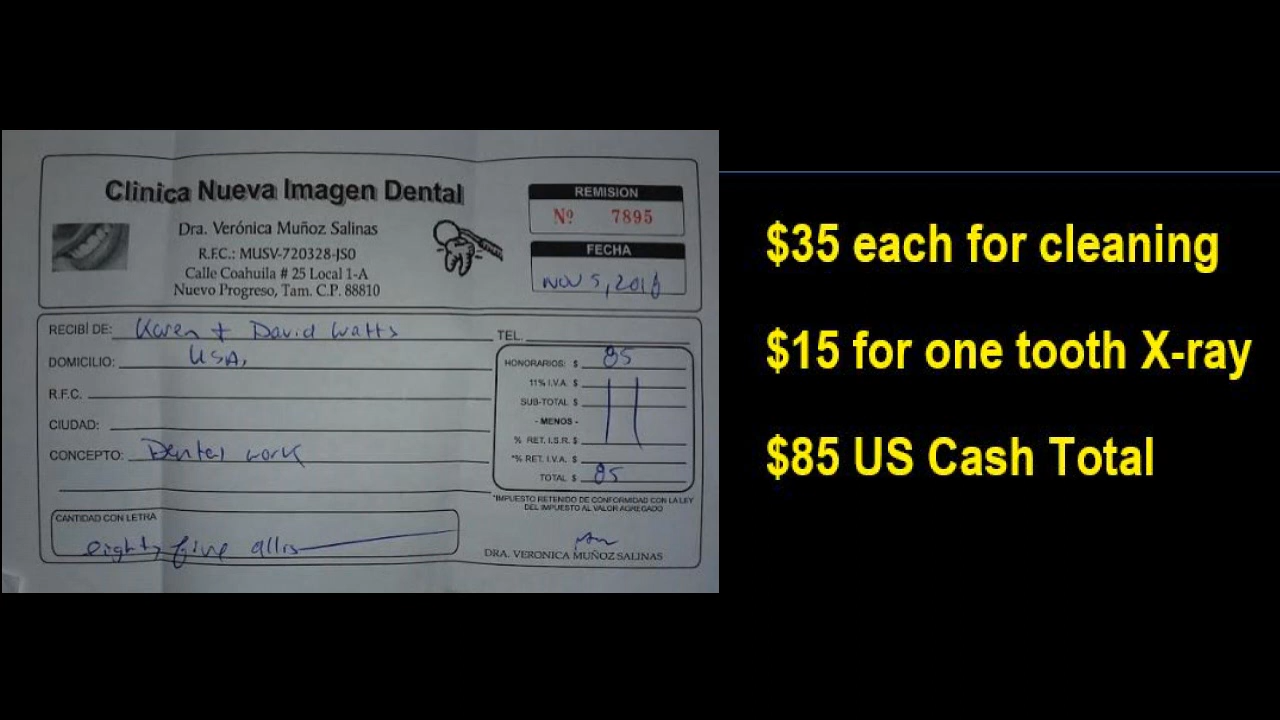 Clinica Nueva Imagen Dental
Dra. Verónica Muñoz Salinas
R.F.C.: MUSV-720328-JS0
Calle Coahuila # 25 Local 1-A
Nuevo Progreso, Tam. C.P. 88810
REMISION
Nº 7895
FECHA
Nov 5, 2016
RECIBÍ DE: Karen + David Watts
DOMICILIO: USA,
R.F.C.
CIUDAD:
CONCEPTO: Dental work
TEL.
HONORARIOS: $ 85
11% I.V.A. $
SUB-TOTAL $
- MENOS -
% RET. I.S.R. $
*% RET. I.V.A. $
TOTAL $ 85
*IMPUESTO RETENIDO DE CONFORMIDAD CON LA LEY
DEL IMPUESTO AL VALOR AGREGADO
CANTIDAD CON LETRA
eighty five dllrs
DRA. VERONICA MUÑOZ SALINAS
$35 each for cleaning
$15 for one tooth X-ray
$85 US Cash Total